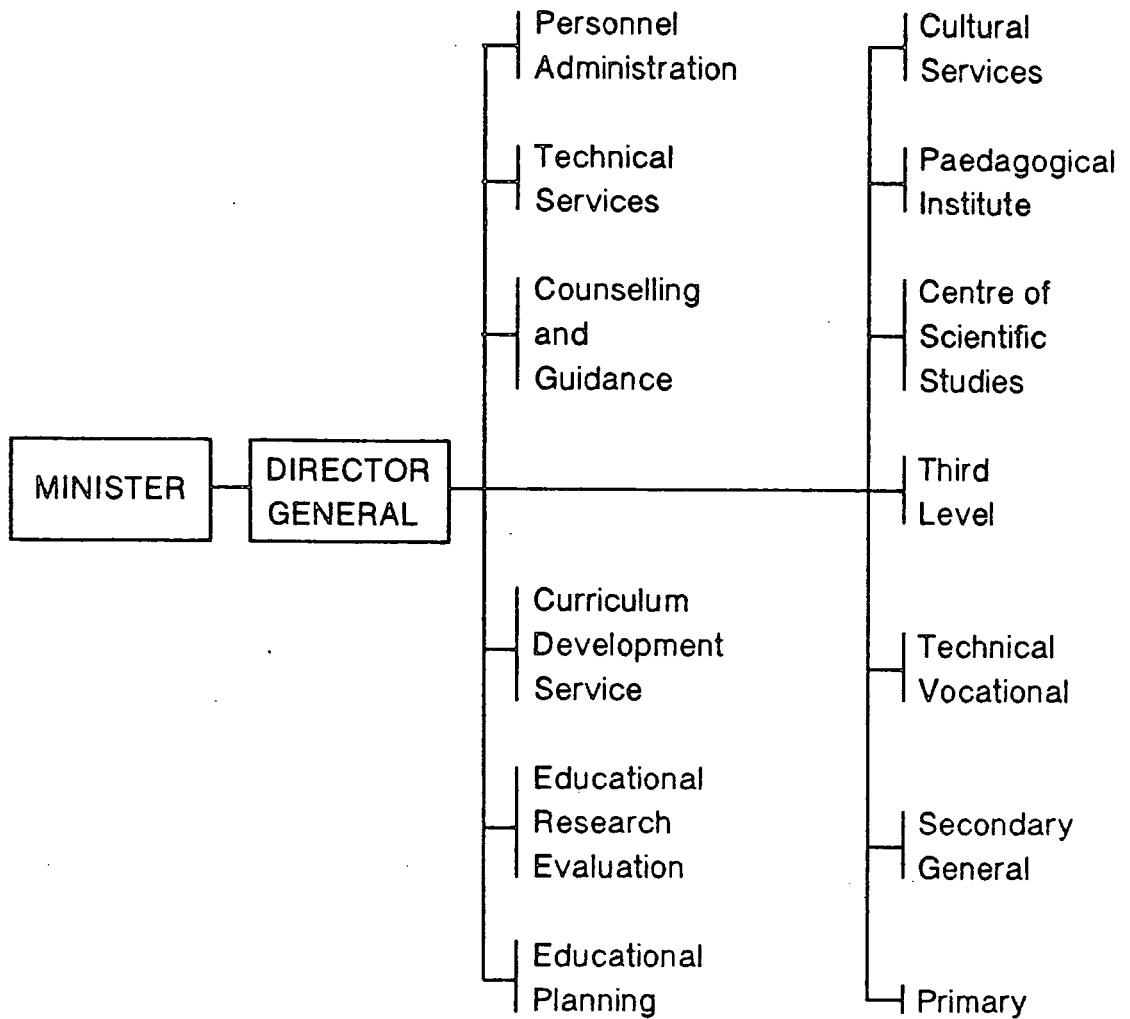 MINISTER
DIRECTOR
GENERAL
Personnel
Administration
Technical
Services
Counselling
and
Guidance
Curriculum
Development
Service
Educational
Research
Evaluation
Educational
Planning
Cultural
Services
Paedagogical
Institute
Centre of
Scientific
Studies
Third
Level
Technical
Vocational
Secondary
General
Primary